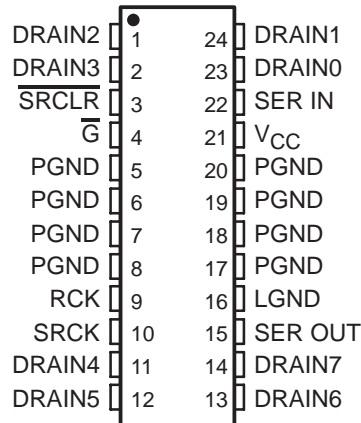 DRAIN2 1 24 DRAIN1
DRAIN3 2 23 DRAIN0
SRCLR 3 22 SER IN
G 4 21 VCC
PGND 5 20 PGND
PGND 6 19 PGND
PGND 7 18 PGND
PGND 8 17 PGND
RCK 9 16 LGND
SRCK 10 15 SER OUT
DRAIN4 11 14 DRAIN7
DRAIN5 12 13 DRAIN6